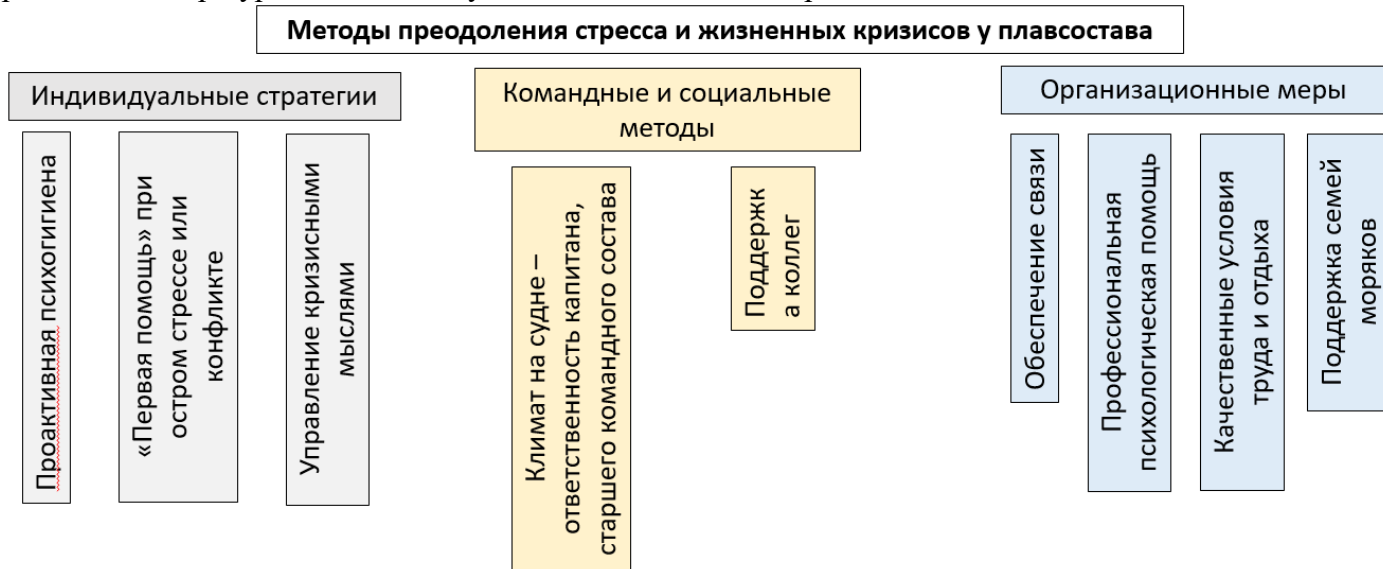 Методы преодоления стресса и жизненных кризисов у плавсостава
Индивидуальные стратегии
Проактивная психогигиена
«Первая помощь» при
остром стрессе или
конфликте
Управление кризисными
мыслями
Командные и социальные
методы
Климат на судне –
ответственность капитана,
старшего командного состава
Поддержк
а коллег
Организационные меры
Обеспечение связи
Профессиональная
психологическая помощь
Качественные условия
труда и отдыха
Поддержка семей
моряков